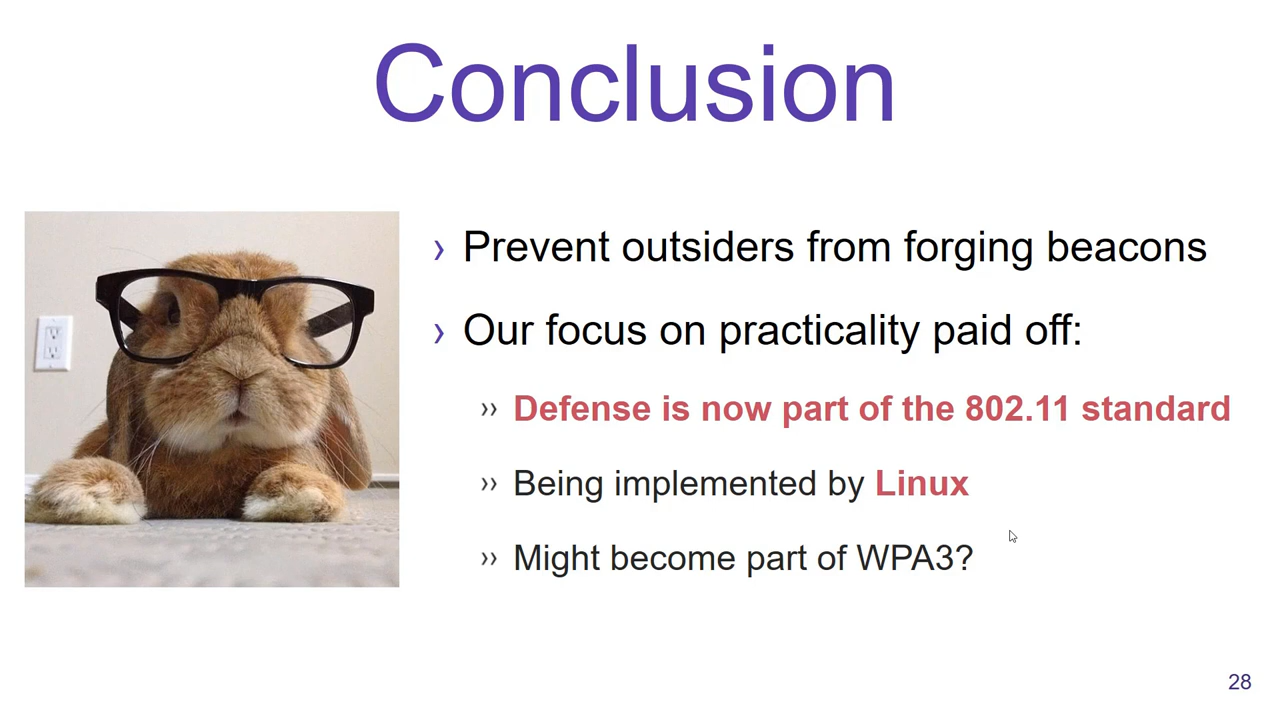 Conclusion
› Prevent outsiders from forging beacons
› Our focus on practicality paid off:
›› Defense is now part of the 802.11 standard
›› Being implemented by Linux
›› Might become part of WPA3?
28